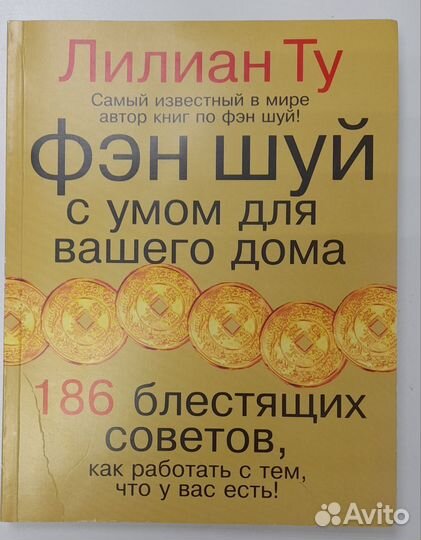 Лилиан Ту
Самый известный в мире
автор книг по фэн шуй!
фэн шуй
с умом для
вашего дома
186 блестящих
советов,
как работать с тем,
что у вас есть!
Avito